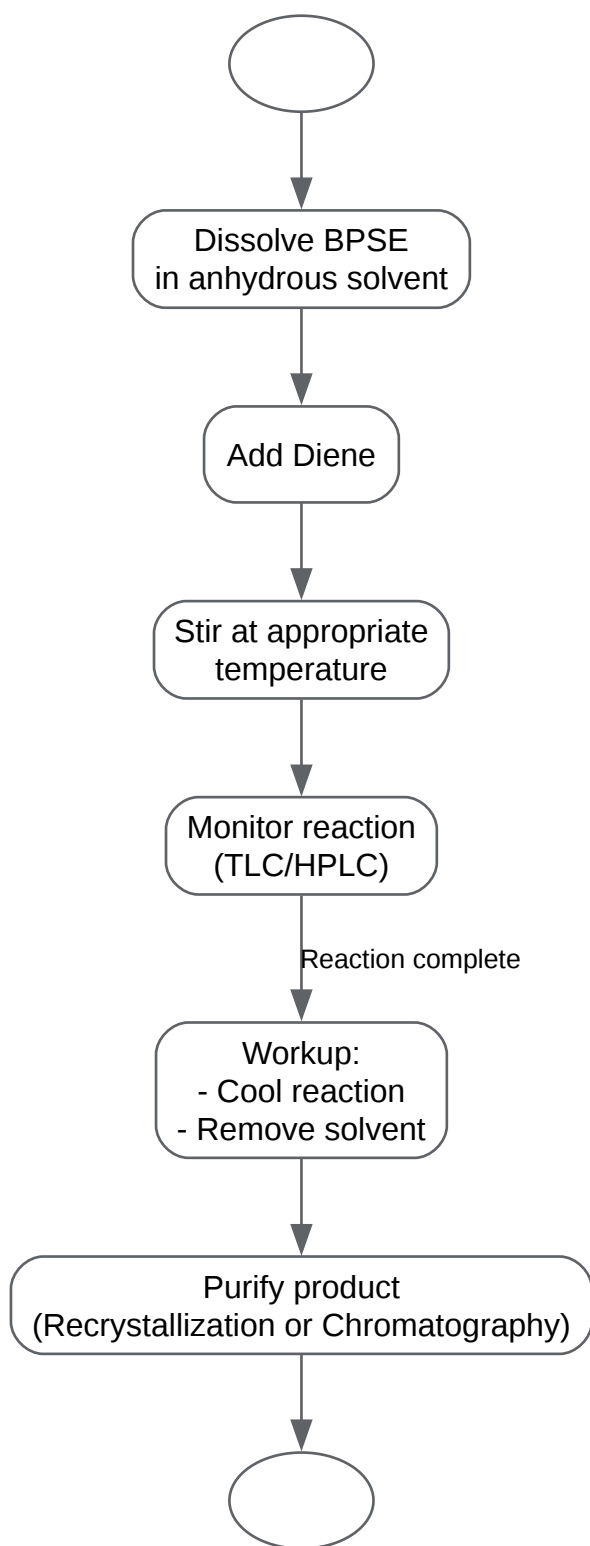 Dissolve BPSE
in anhydrous solvent
Add Diene
Stir at appropriate
temperature
Monitor reaction
(TLC/HPLC)
Reaction complete
Workup:
- Cool reaction
- Remove solvent
Purify product
(Recrystallization or Chromatography)